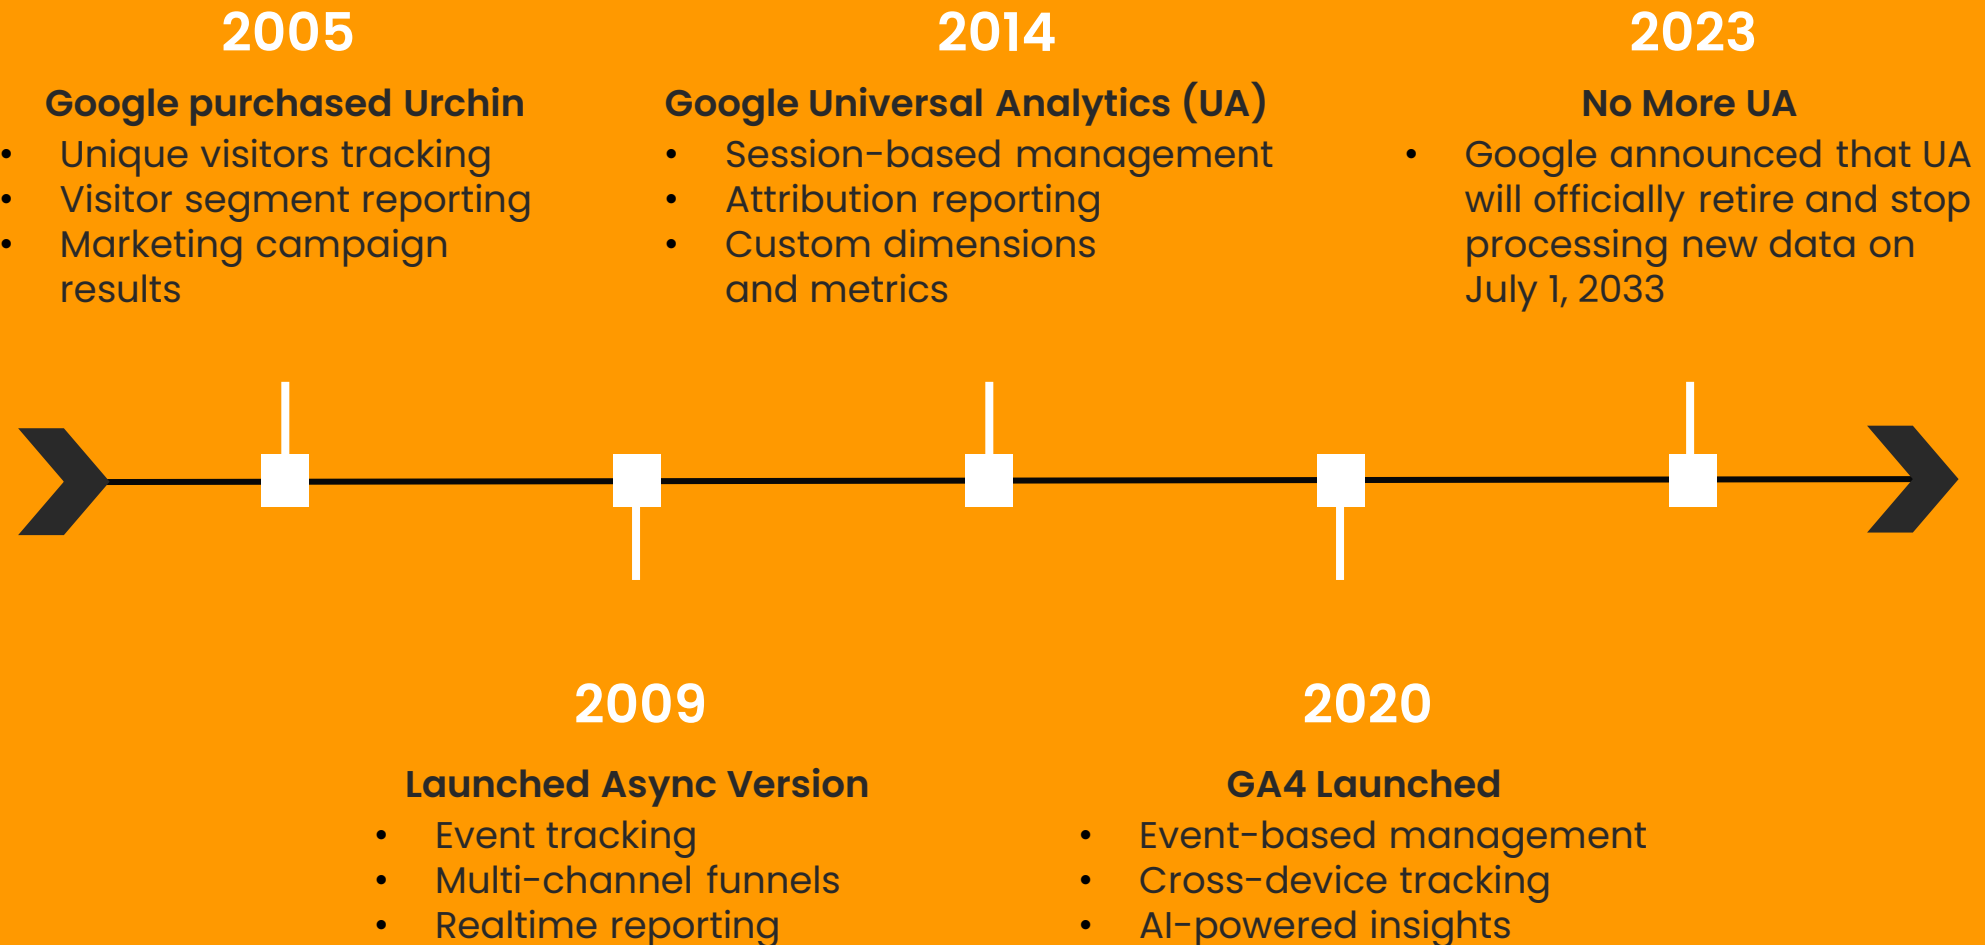 2005
Google purchased Urchin
• Unique visitors tracking
• Visitor segment reporting
• Marketing campaign
results
2009
Launched Async Version
• Event tracking
• Multi-channel funnels
• Realtime reporting
2014
Google Universal Analytics (UA)
• Session-based management
• Attribution reporting
• Custom dimensions
and metrics
2020
GA4 Launched
• Event-based management
• Cross-device tracking
• AI-powered insights
2023
No More UA
• Google announced that UA
will officially retire and stop
processing new data on
July 1, 2033